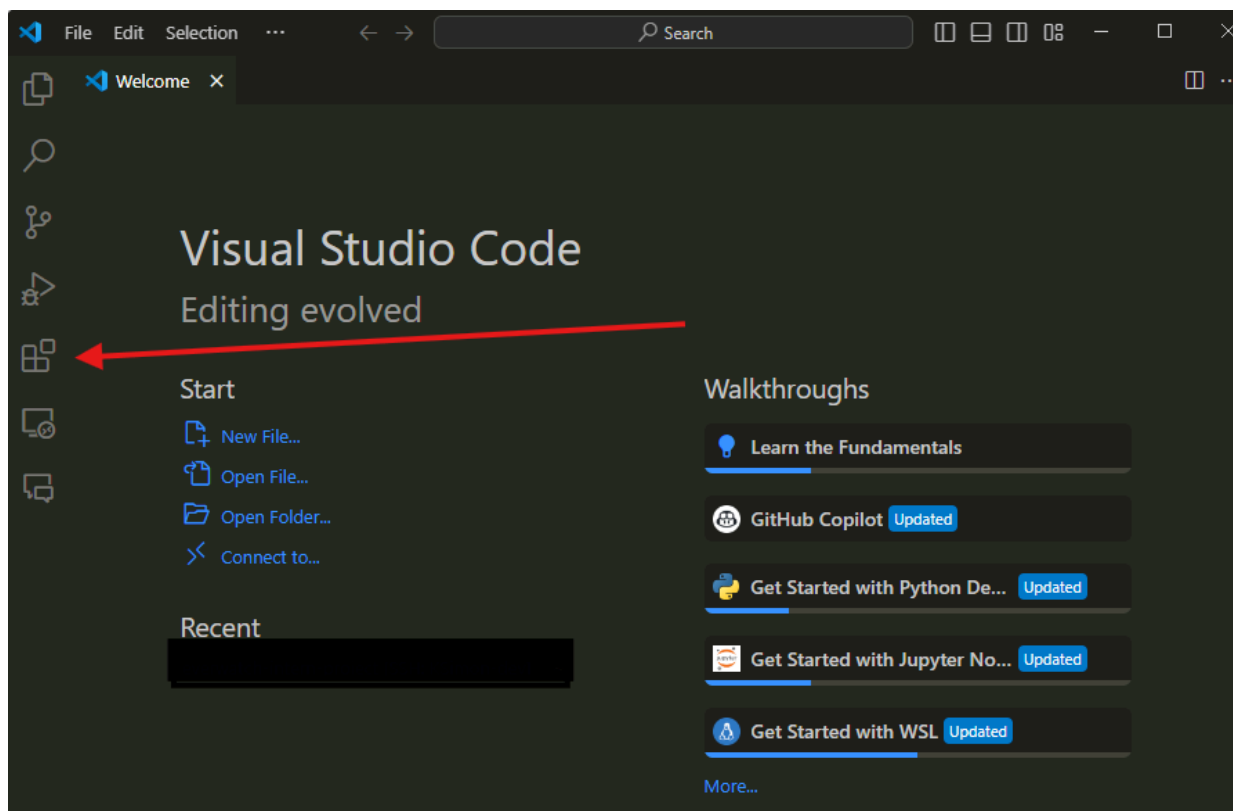 File Edit Selection ··· Search
Welcome
Visual Studio Code
Editing evolved
Start
New File...
Open File...
Open Folder...
Connect to...
Recent
Walkthroughs
Learn the Fundamentals
GitHub Copilot Updated
Get Started with Python De... Updated
Get Started with Jupyter No... Updated
Get Started with WSL Updated
More...